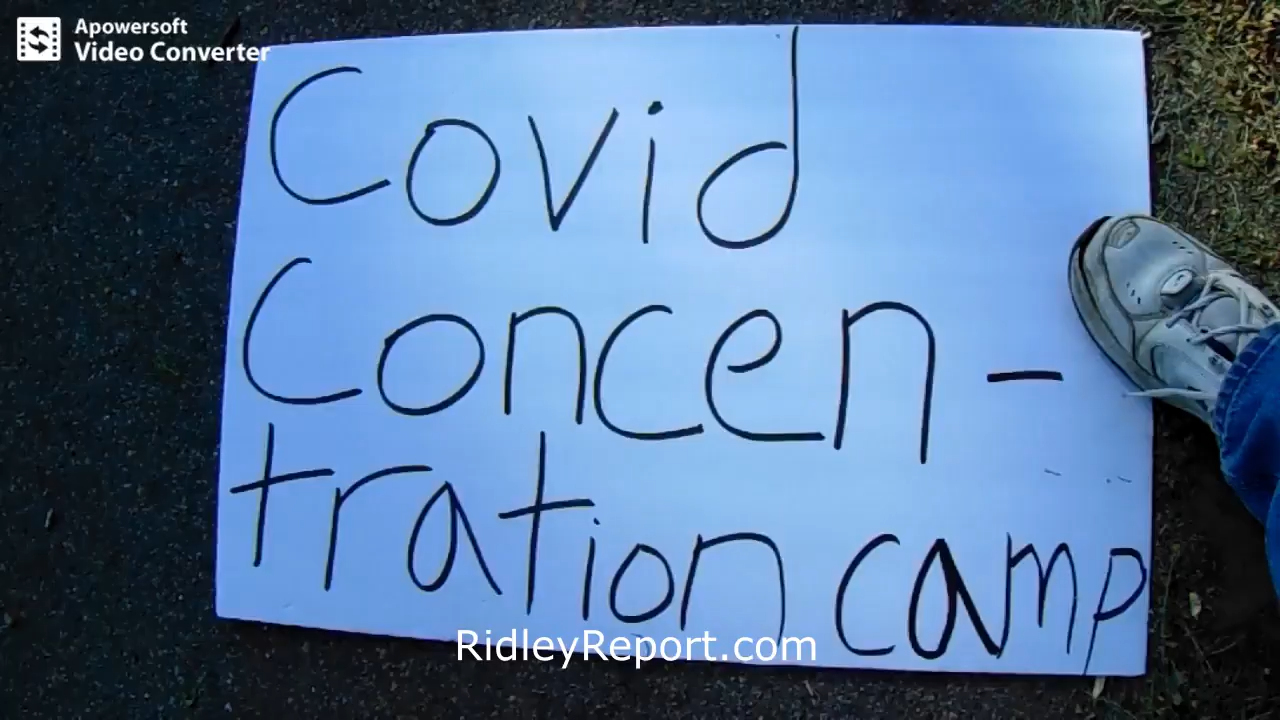 Apowersoft
Video Converter
Covid
Concen-
tration camp
RidleyReport.com